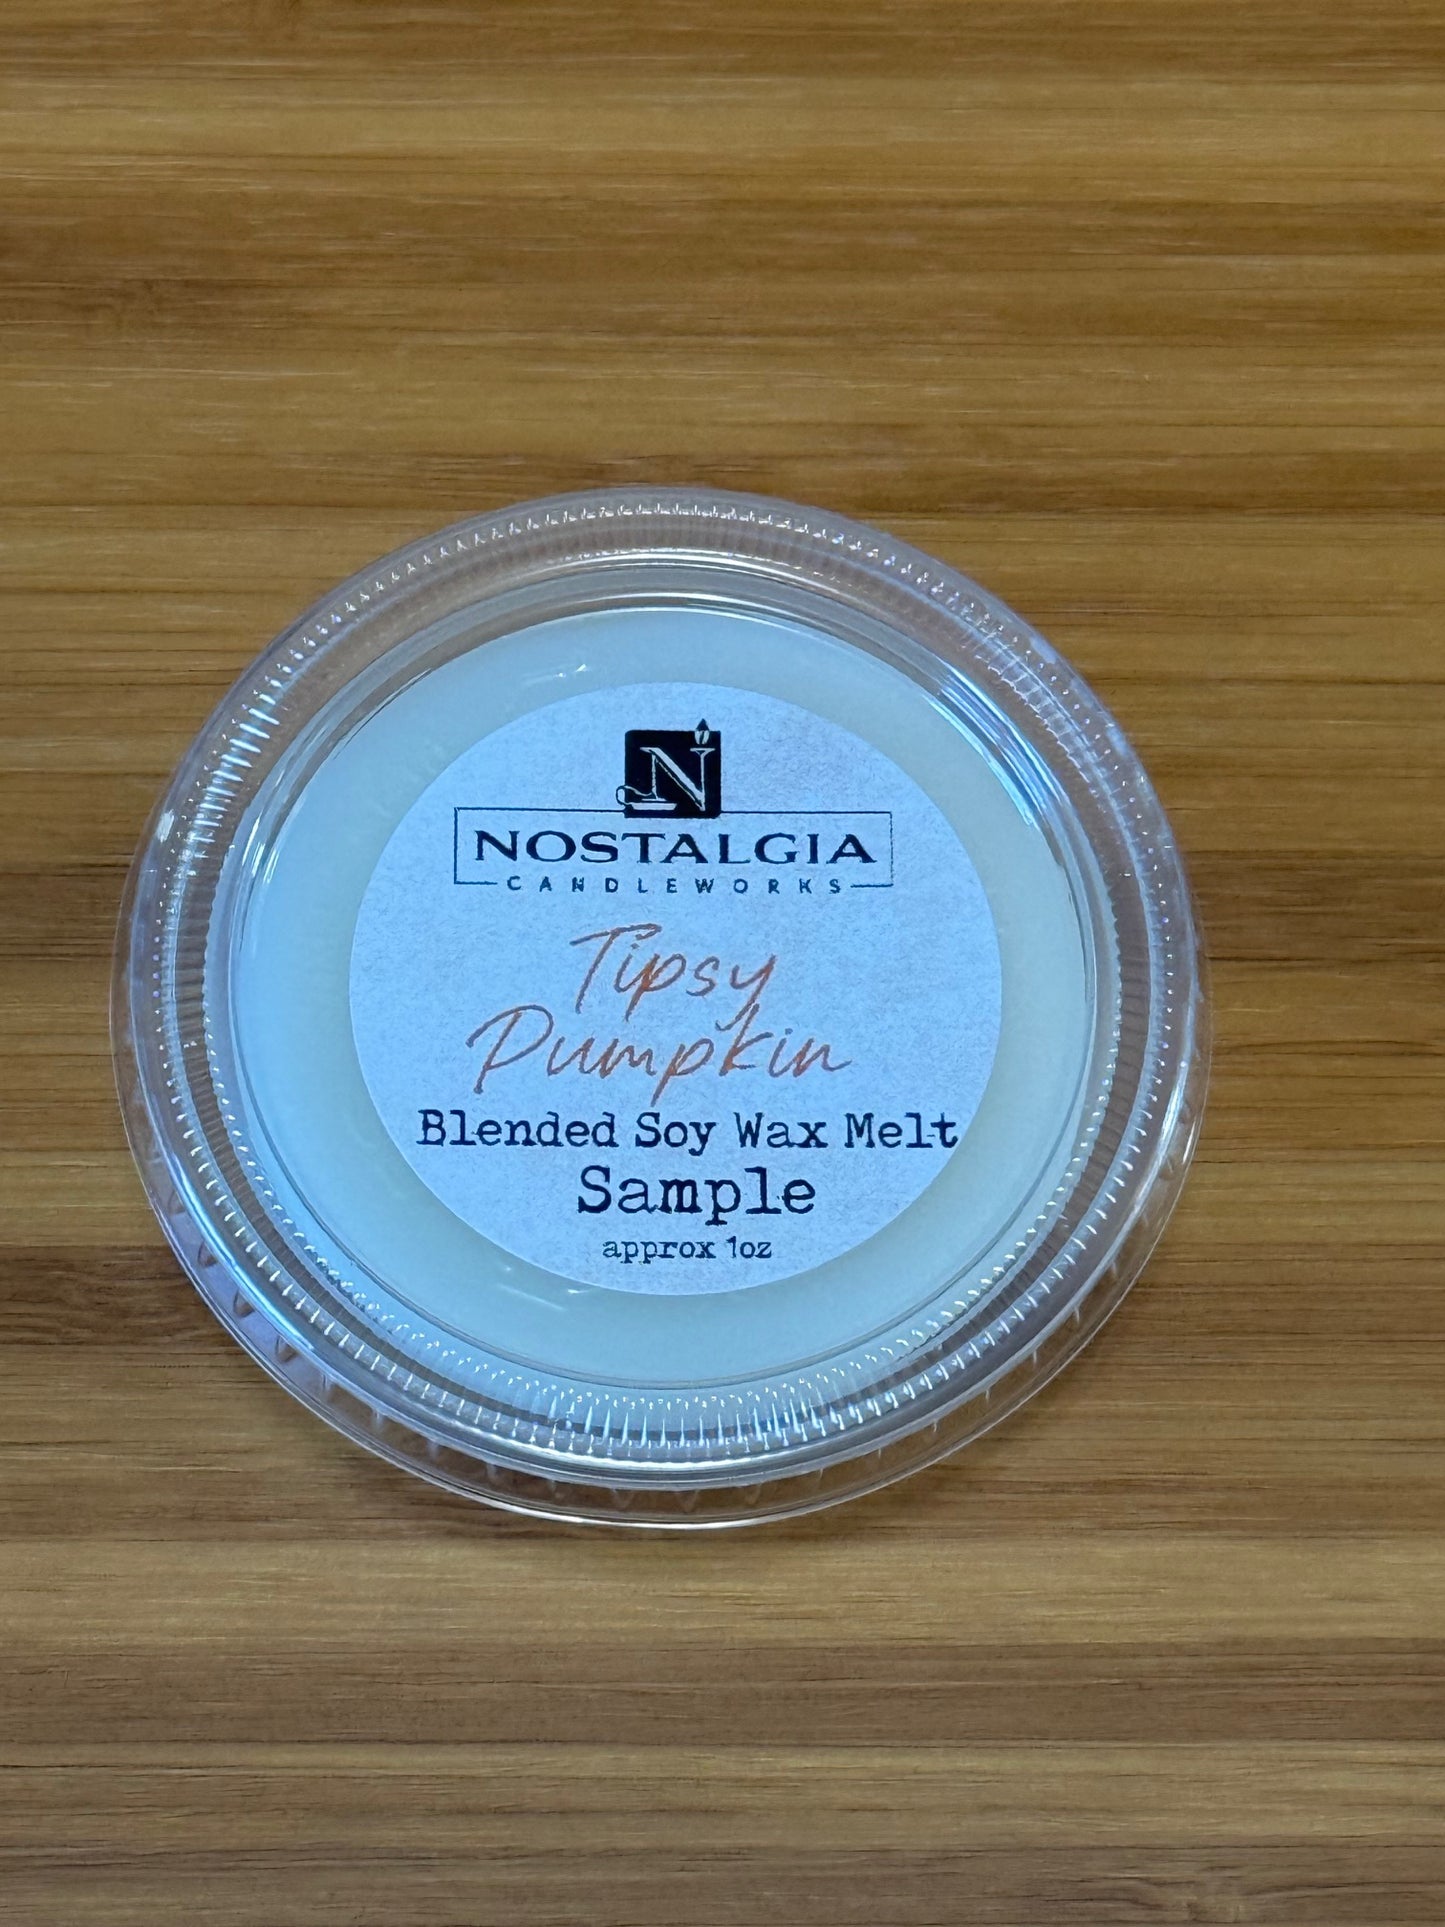 N
NOSTALGIA
CANDLEWORKS
Tipsy
Pumpkin
Blended Soy Wax Melt
Sample
approx 1oz